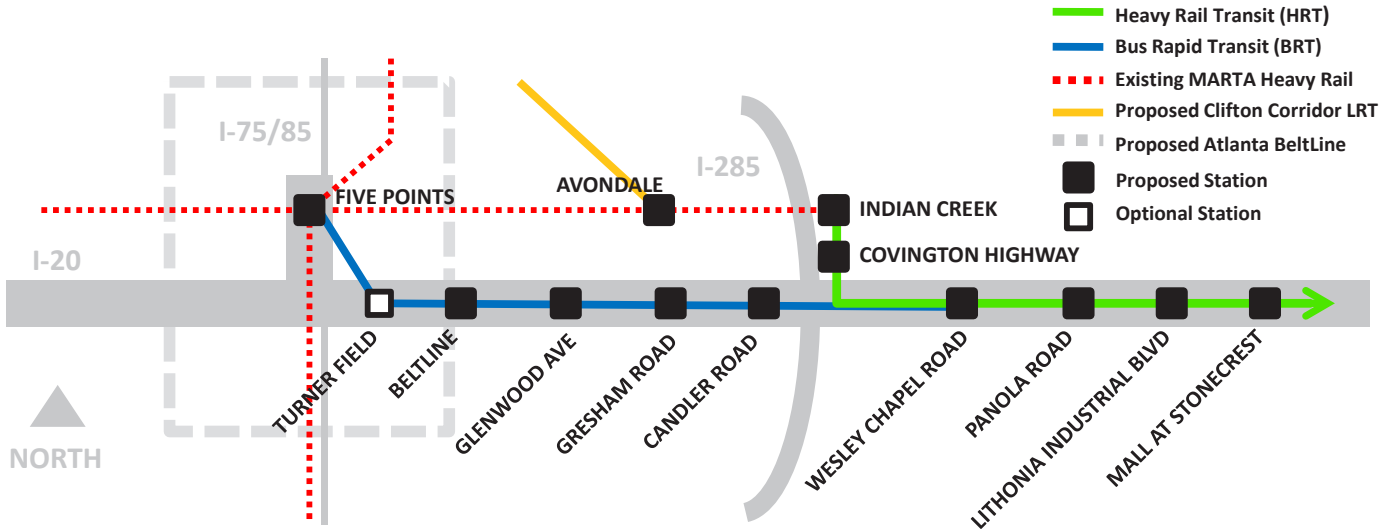 Heavy Rail Transit (HRT)
Bus Rapid Transit (BRT)
Existing MARTA Heavy Rail
Proposed Clifton Corridor LRT
Proposed Atlanta BeltLine
Proposed Station
Optional Station
I-75/85
I-285
FIVE POINTS
AVONDALE
INDIAN CREEK
COVINGTON HIGHWAY
I-20
TURNER FIELD
BELTLINE
GLENWOOD AVE
GRESHAM ROAD
CANDLER ROAD
WESLEY CHAPEL ROAD
PANOLA ROAD
LITHONIA INDUSTRIAL BLVD
MALL AT STONECREST
NORTH